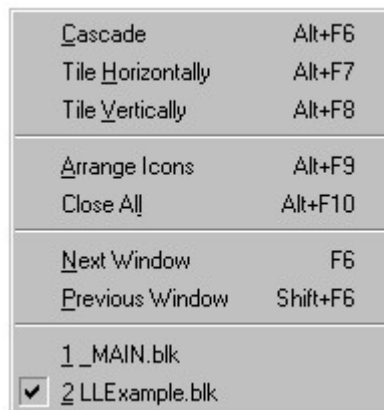 Cascade Alt+F6
Tile Horizontally Alt+F7
Tile Vertically Alt+F8
Arrange Icons Alt+F9
Close All Alt+F10
Next Window F6
Previous Window Shift+F6
1 _MAIN.blk
2 LLExample.blk